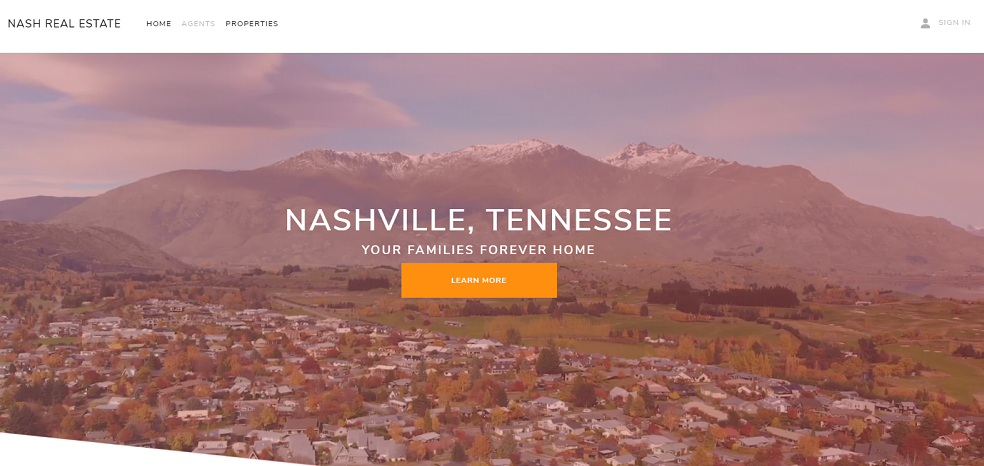 NASH REAL ESTATE HOME AGENTS PROPERTIES SIGN IN
NASHVILLE, TENNESSEE
YOUR FAMILIES FOREVER HOME
LEARN MORE